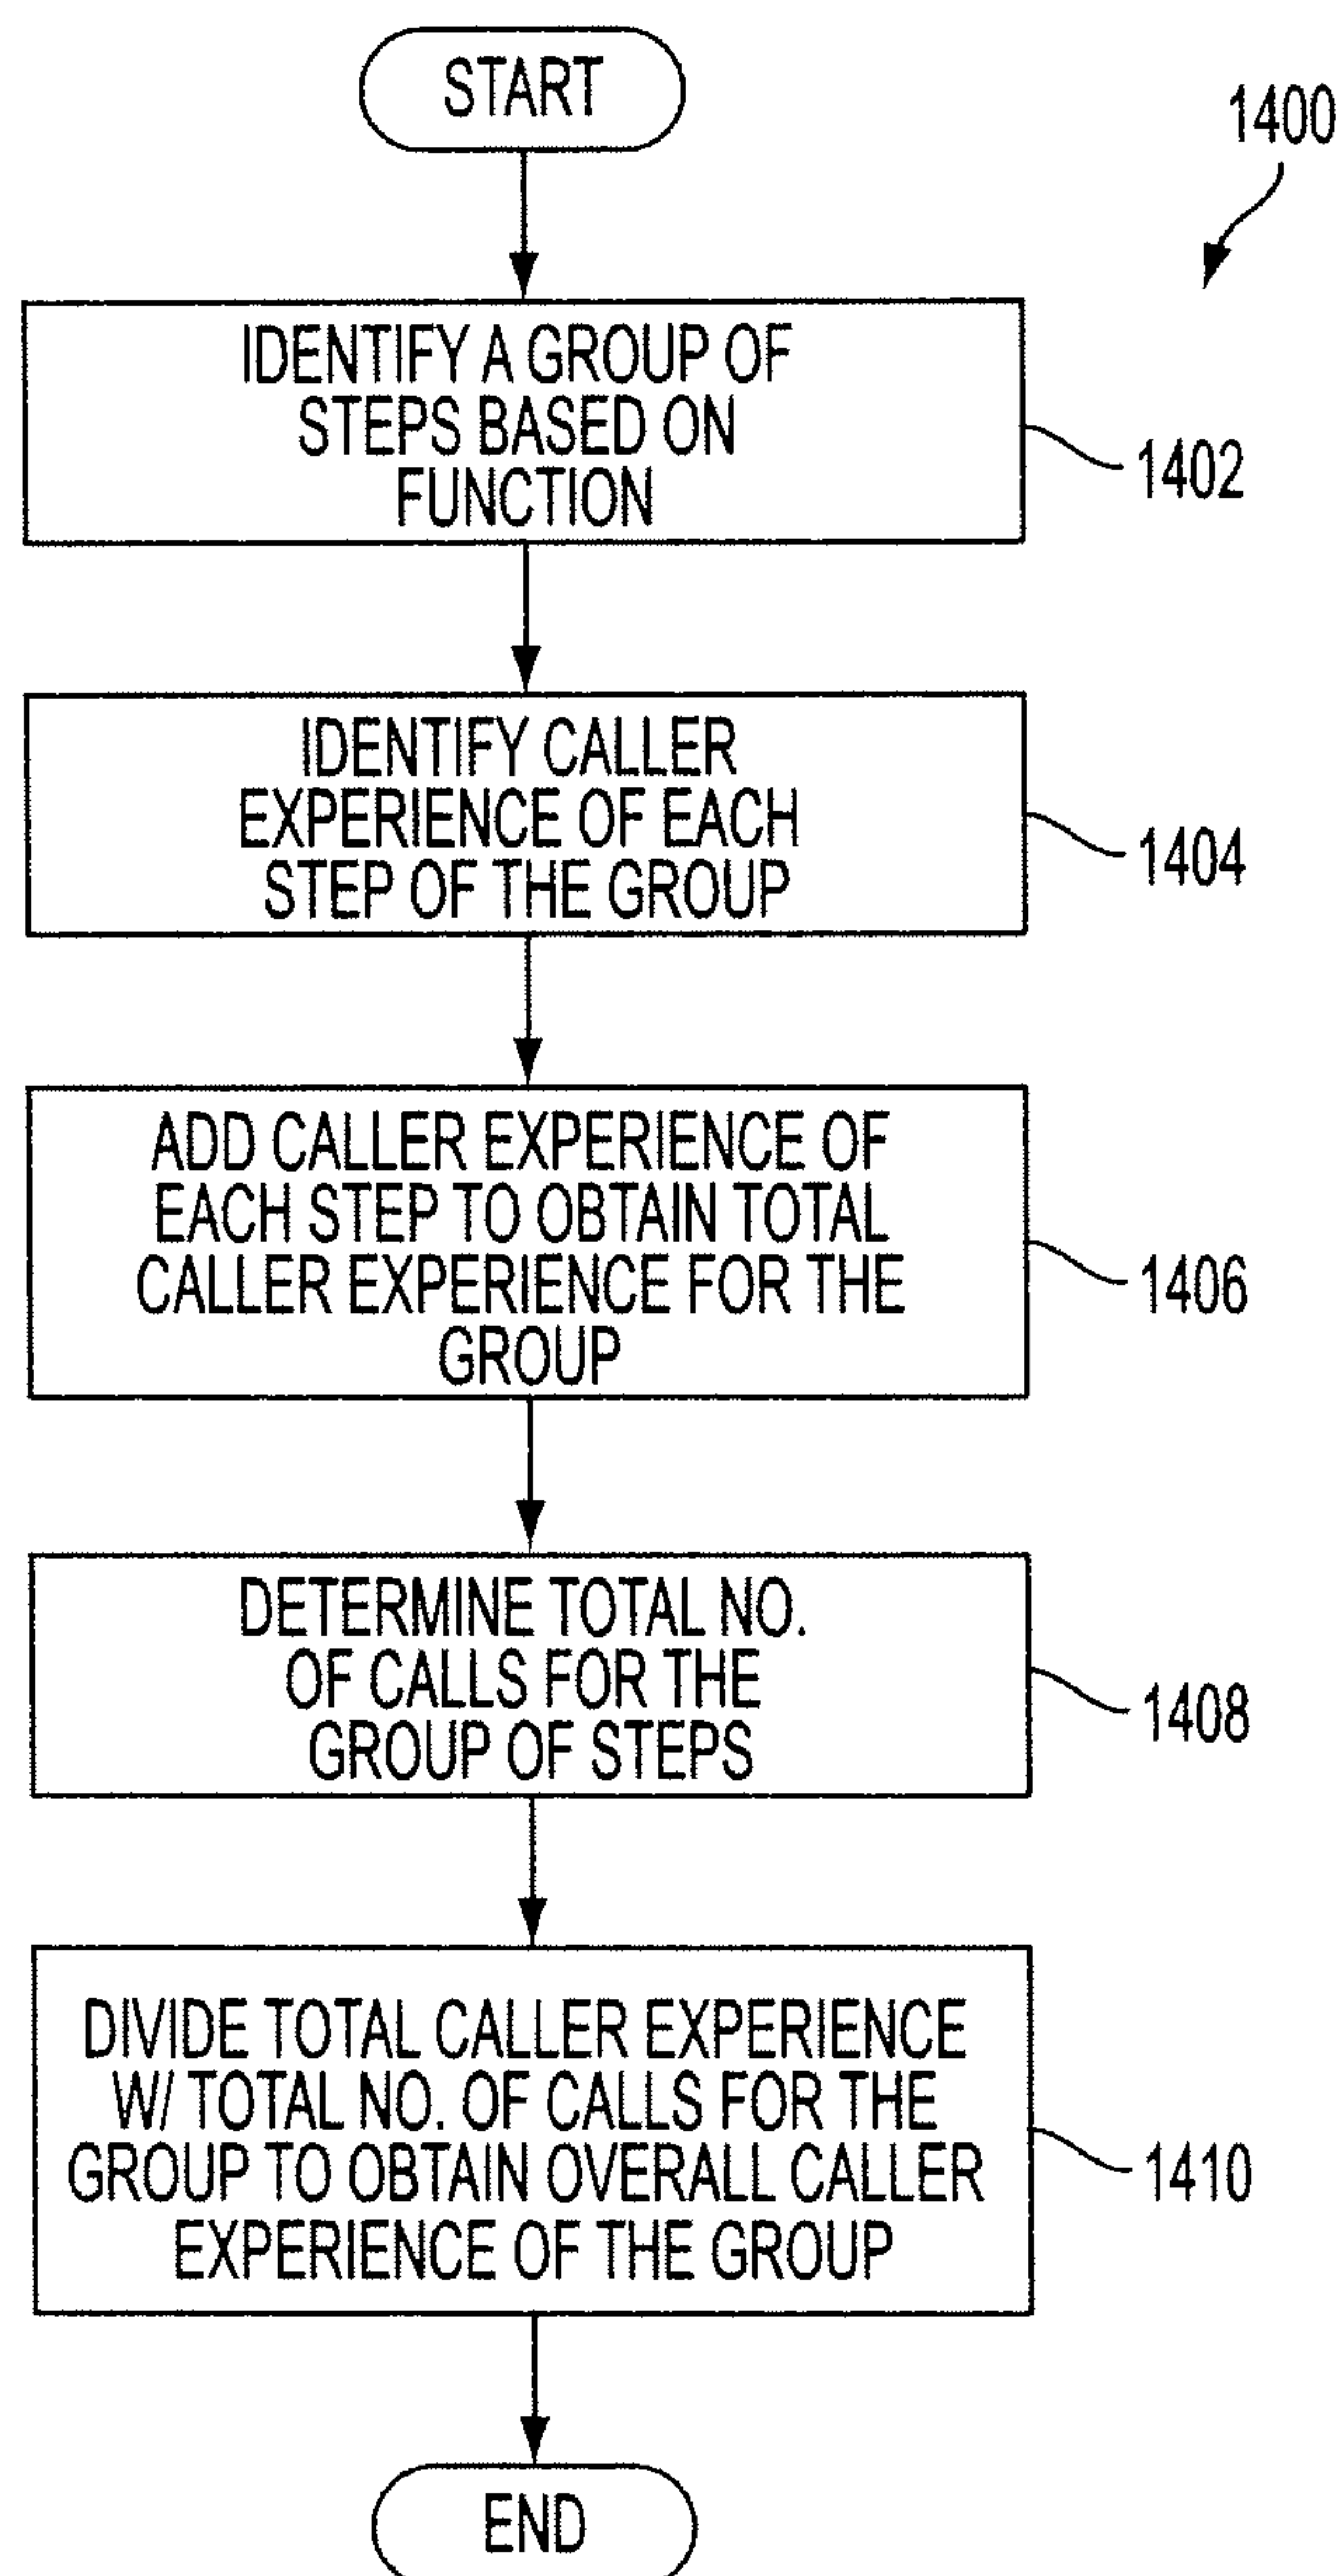 START
1400
IDENTIFY A GROUP OF
STEPS BASED ON
FUNCTION
1402
IDENTIFY CALLER
EXPERIENCE OF EACH
STEP OF THE GROUP
1404
ADD CALLER EXPERIENCE OF
EACH STEP TO OBTAIN TOTAL
CALLER EXPERIENCE FOR THE
GROUP
1406
DETERMINE TOTAL NO.
OF CALLS FOR THE
GROUP OF STEPS
1408
DIVIDE TOTAL CALLER EXPERIENCE
W/ TOTAL NO. OF CALLS FOR THE
GROUP TO OBTAIN OVERALL CALLER
EXPERIENCE OF THE GROUP
1410
END